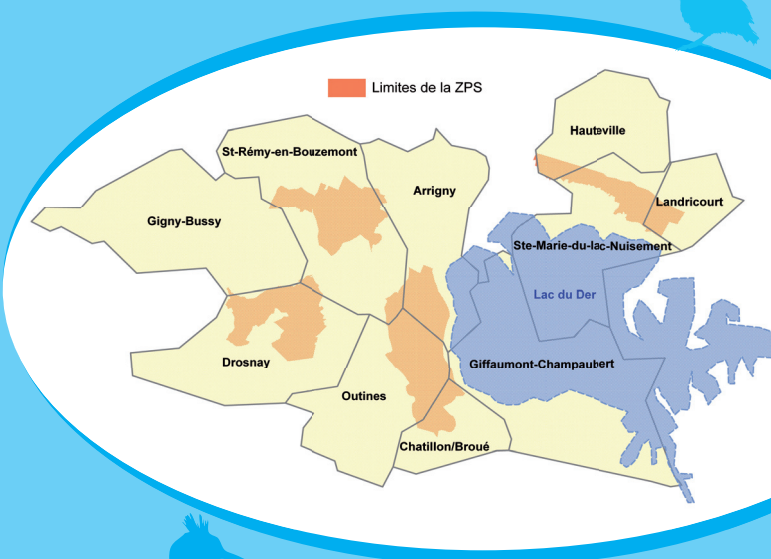 Limites de la ZPS
Hauteville
St-Rémy-en-Bouzemont
Arrigny
Landricourt
Gigny-Bussy
Ste-Marie-du-lac-Nuisement
Lac du Der
Drosnay
Giffaumont-Champaubert
Outines
Chatillon/Broué